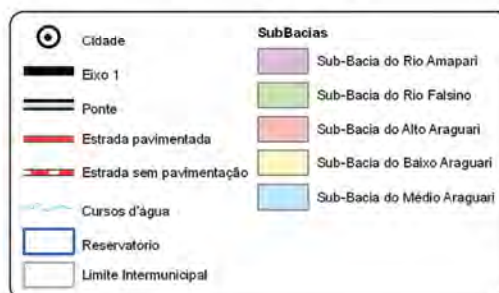 Cidade
Eixo 1
Ponte
Estrada pavimentada
Estrada sem pavimentação
Cursos d'água
Reservatório
Limite Intermunicipal
SubBacias
Sub-Bacia do Rio Amapari
Sub-Bacia do Rio Falsino
Sub-Bacia do Alto Araguari
Sub-Bacia do Baixo Araguari
Sub-Bacia do Médio Araguari